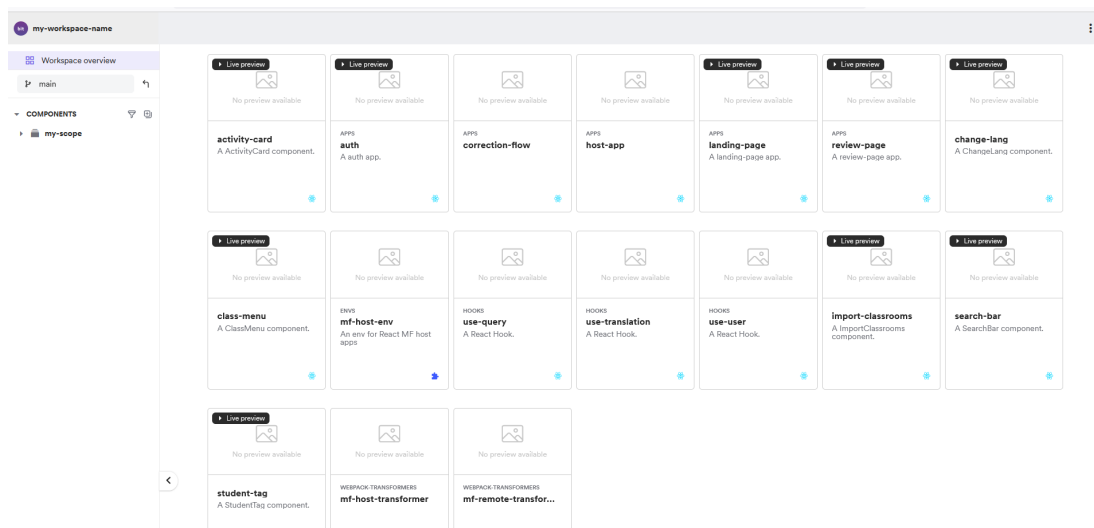 my-workspace-name
Workspace overview
main
COMPONENTS
my-scope
Live preview
No preview available
activity-card
A ActivityCard component.
Live preview
No preview available
APPS
auth
A auth app.
No preview available
APPS
correction-flow
No preview available
APPS
host-app
Live preview
No preview available
APPS
landing-page
A landing-page app.
Live preview
No preview available
APPS
review-page
A review-page app.
Live preview
No preview available
change-lang
A ChangeLang component.
Live preview
No preview available
class-menu
A ClassMenu component.
No preview available
ENVS
mf-host-env
An env for React MF host
apps
No preview available
HOOKS
use-query
A React Hook.
No preview available
HOOKS
use-translation
A React Hook.
No preview available
HOOKS
use-user
A React Hook.
Live preview
No preview available
import-classrooms
A ImportClassrooms
component.
Live preview
No preview available
search-bar
A SearchBar component.
Live preview
No preview available
student-tag
A StudentTag component.
No preview available
WEBPACK-TRANSFORMERS
mf-host-transformer
No preview available
WEBPACK-TRANSFORMERS
mf-remote-transfor...